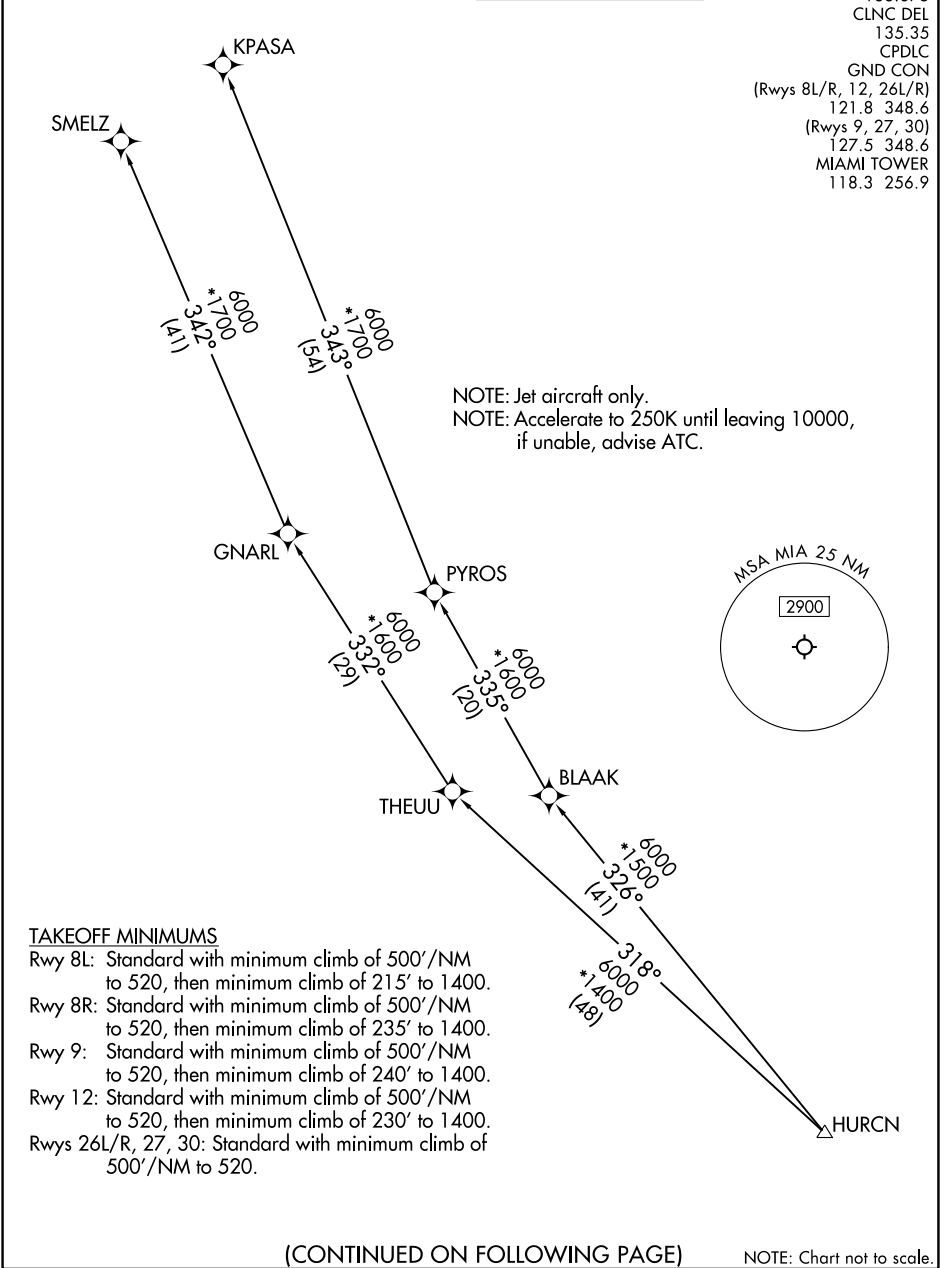 CLNC DEL
135.35
CPDLC
GND CON
(Rwys 8L/R, 12, 26L/R)
121.8 348.6
(Rwys 9, 27, 30)
127.5 348.6
MIAMI TOWER
118.3 256.9
KPASA
SMELZ
6000
*1700
342°
(41)
6000
*1700
343°
(54)
NOTE: Jet aircraft only.
NOTE: Accelerate to 250K until leaving 10000,
if unable, advise ATC.
GNARL
PYROS
MSA MIA 25 NM
2900
6000
*1600
332°
(29)
6000
*1600
335°
(20)
THEUU
BLAAK
6000
*1500
326°
(41)
318°
6000
*1400
(48)
TAKEOFF MINIMUMS
Rwy 8L: Standard with minimum climb of 500'/NM
to 520, then minimum climb of 215' to 1400.
Rwy 8R: Standard with minimum climb of 500'/NM
to 520, then minimum climb of 235' to 1400.
Rwy 9: Standard with minimum climb of 500'/NM
to 520, then minimum climb of 240' to 1400.
Rwy 12: Standard with minimum climb of 500'/NM
to 520, then minimum climb of 230' to 1400.
Rwys 26L/R, 27, 30: Standard with minimum climb of
500'/NM to 520.
HURCN
(CONTINUED ON FOLLOWING PAGE)
NOTE: Chart not to scale.